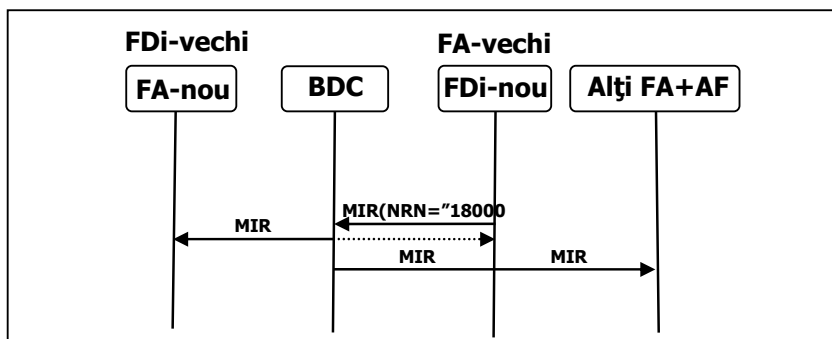 FDi-vechi FA-vechi
FA-nou BDC FDi-nou Alţi FA+AF
MIR(NRN=”18000
MIR
MIR MIR